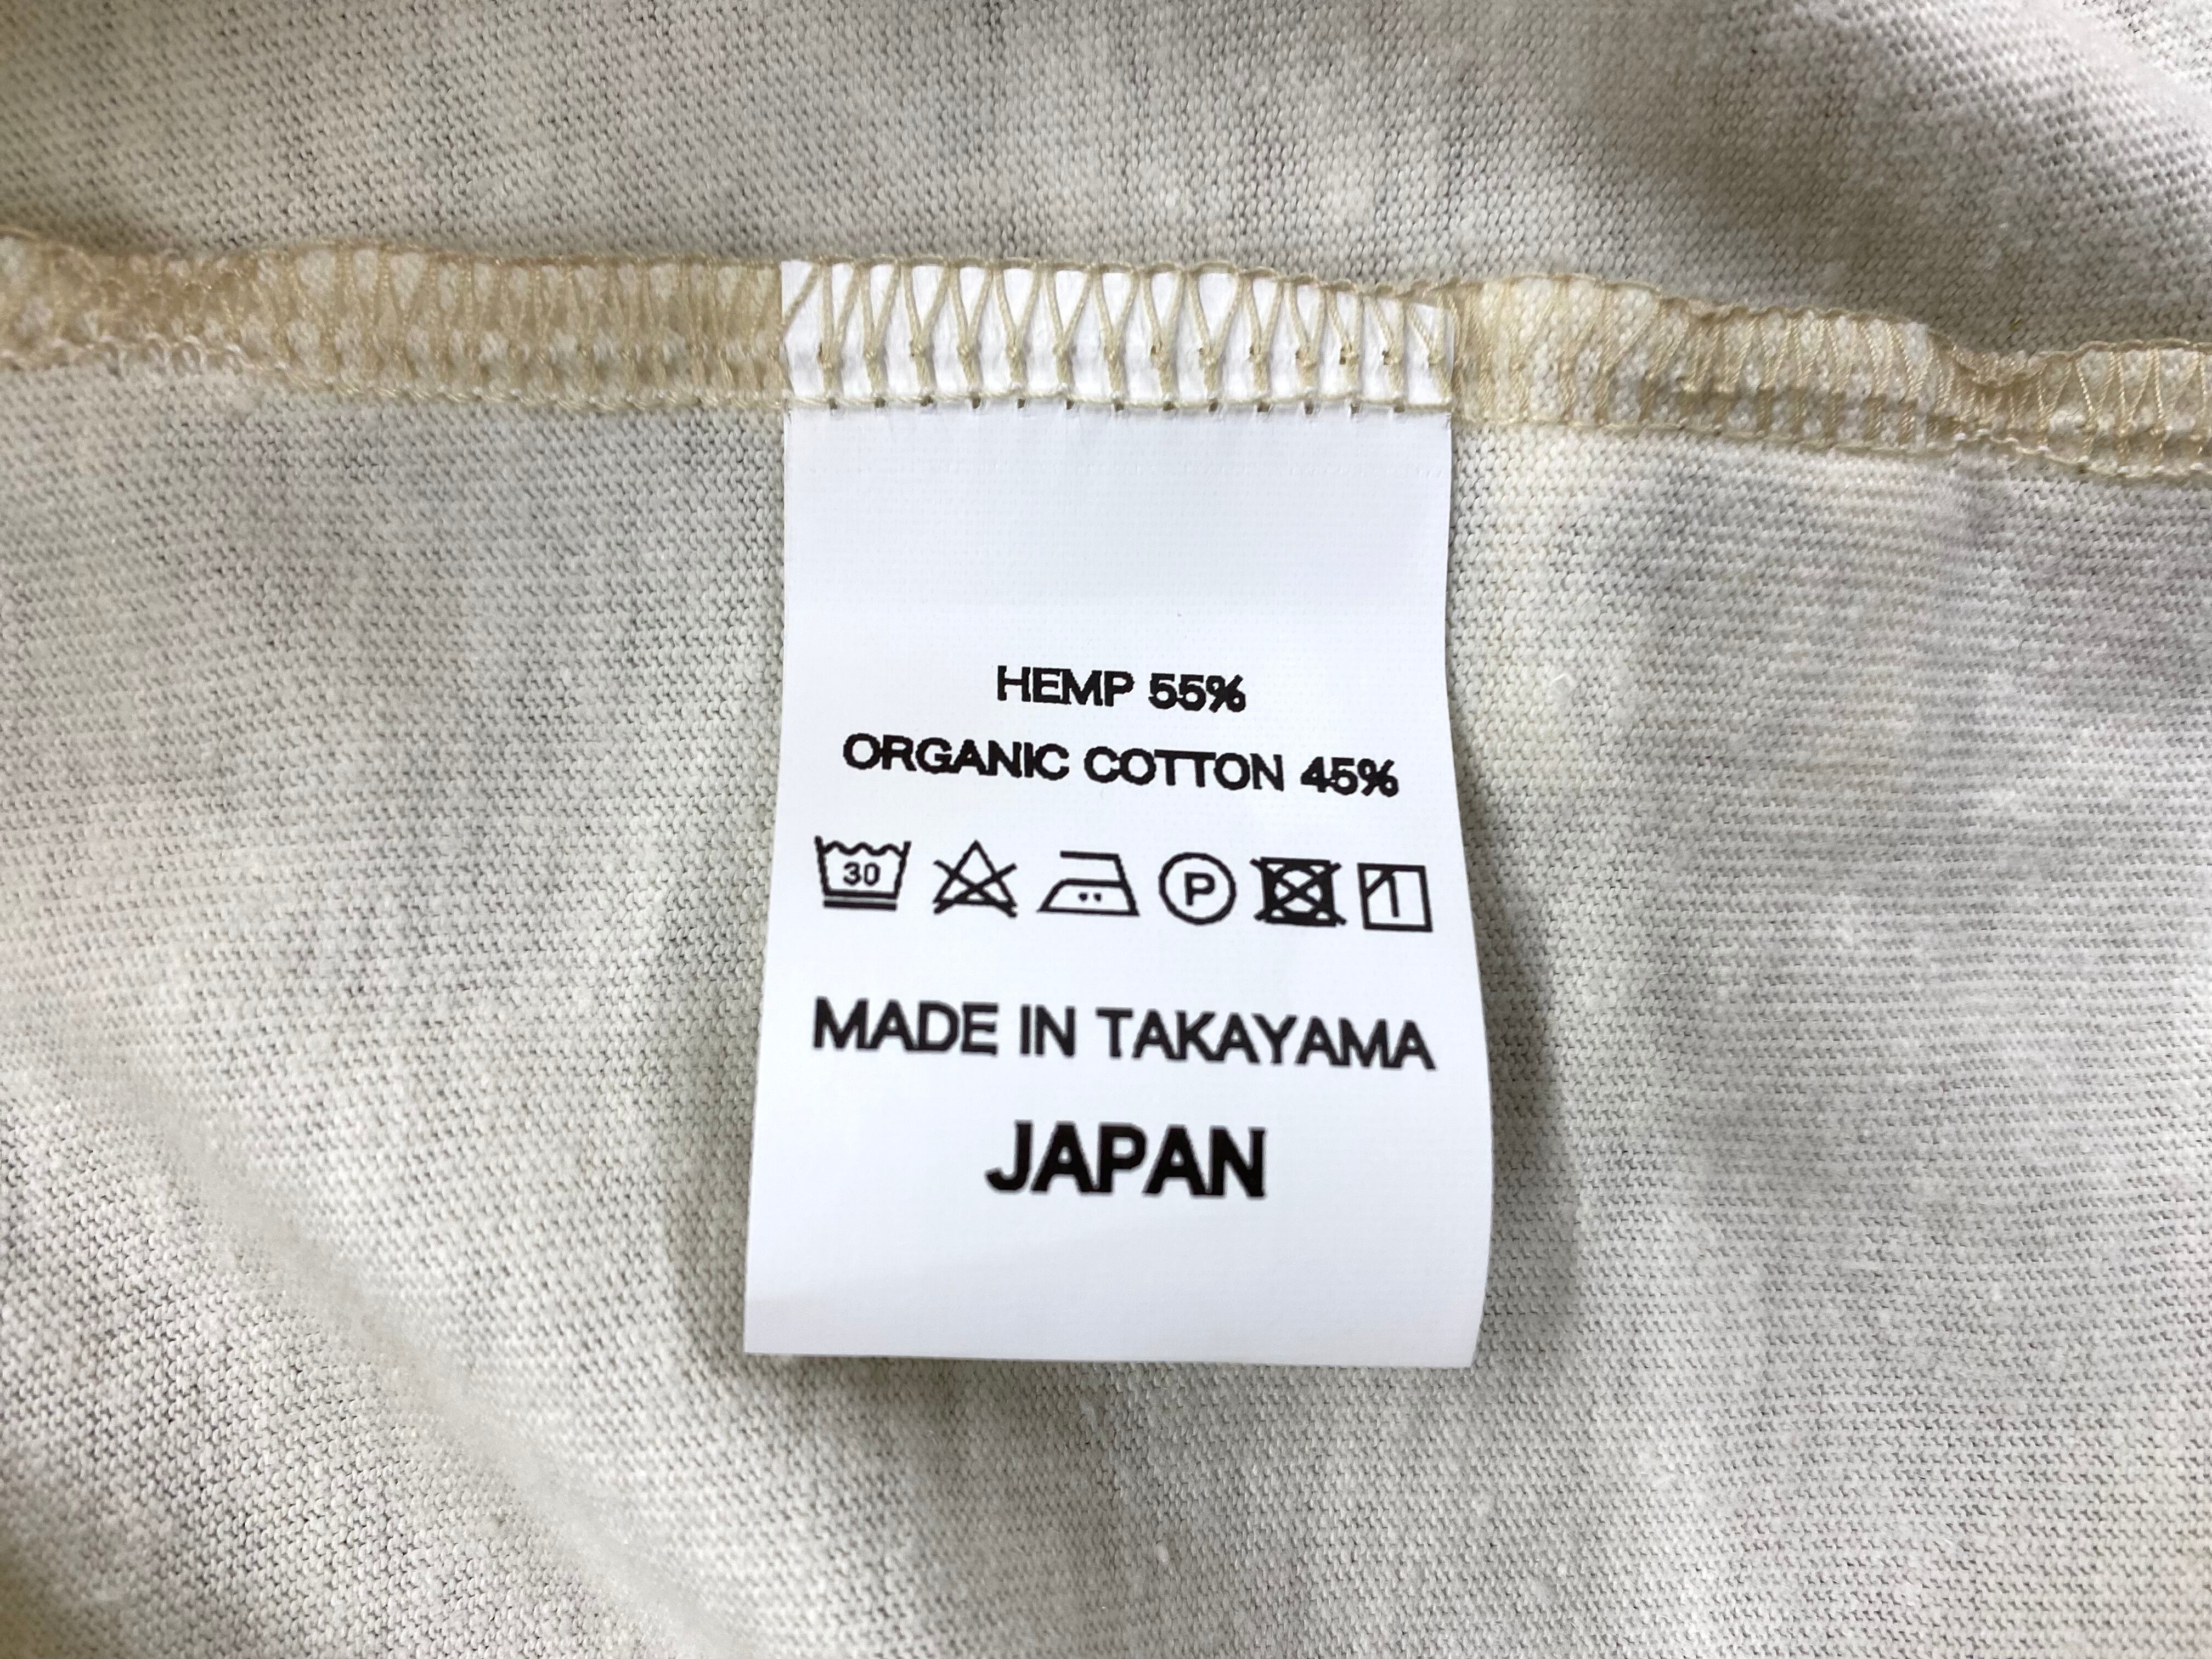 HEMP 55%
ORGANIC COTTON 45%
30 P
MADE IN TAKAYAMA
JAPAN